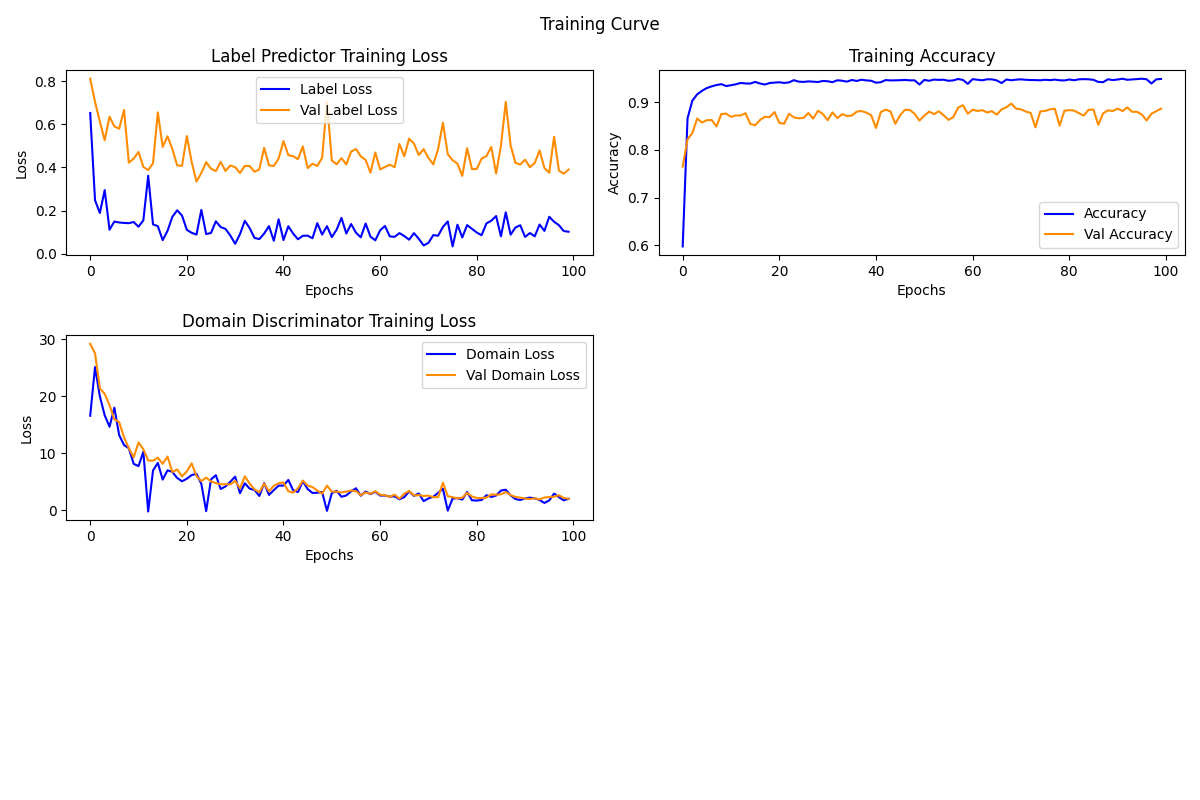 Training Curve
Label Predictor Training Loss
Loss
0.8
0.6
0.4
0.2
0.0
Label Loss
Val Label Loss
0 20 40 60 80 100
Epochs
Training Accuracy
Accuracy
0.9
0.8
0.7
0.6
Accuracy
Val Accuracy
0 20 40 60 80 100
Epochs
Domain Discriminator Training Loss
Loss
30
20
10
0
Domain Loss
Val Domain Loss
0 20 40 60 80 100
Epochs